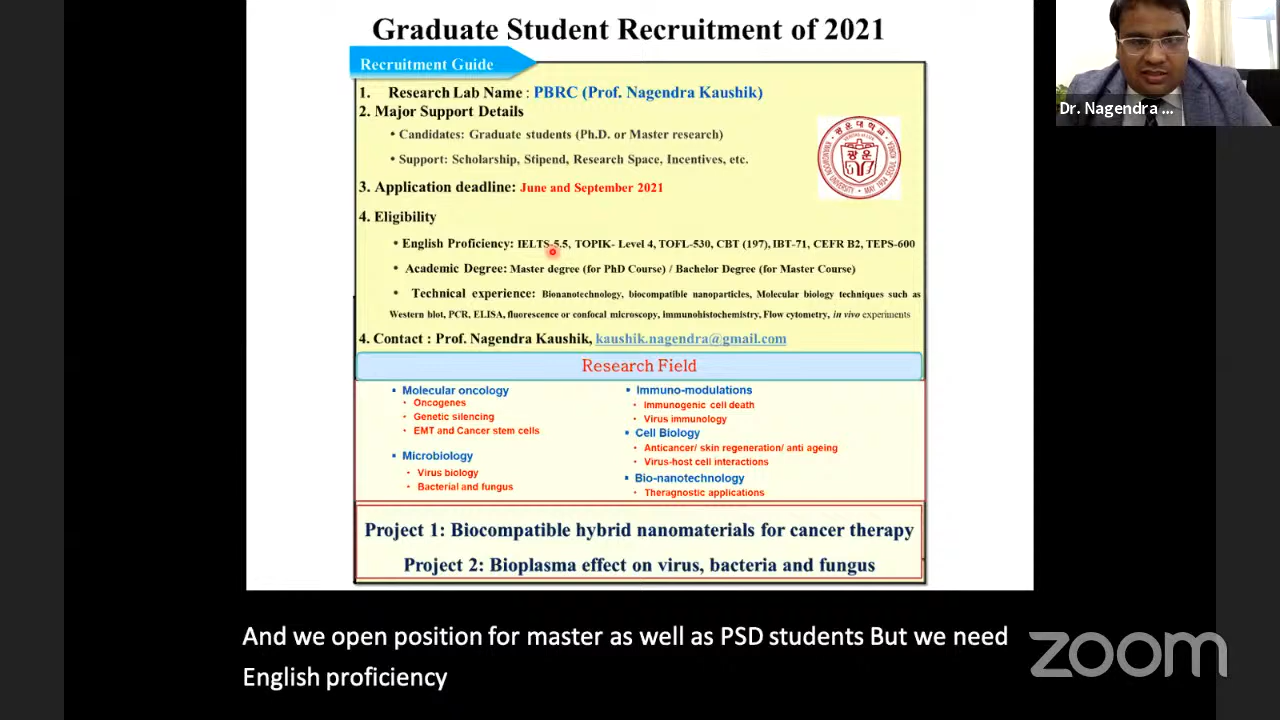 Graduate Student Recruitment of 2021
Recruitment Guide
1. Research Lab Name : PBRC (Prof. Nagendra Kaushik)
2. Major Support Details
• Candidates: Graduate students (Ph.D. or Master research)
• Support: Scholarship, Stipend, Research Space, Incentives, etc.
3. Application deadline: June and September 2021
4. Eligibility
• English Proficiency: IELTS-5.5, TOPIK- Level 4, TOFL-530, CBT (197), IBT-71, CEFR B2, TEPS-600
• Academic Degree: Master degree (for PhD Course) / Bachelor Degree (for Master Course)
• Technical experience: Bionanotechnology, biocompatible nanoparticles, Molecular biology techniques such as
Western blot, PCR, ELISA, fluorescence or confocal microscopy, immunohistochemistry, Flow cytometry, in vivo experiments
4. Contact : Prof. Nagendra Kaushik, kaushik.nagendra@gmail.com
Research Field
▪ Molecular oncology
• Oncogenes
• Genetic silencing
• EMT and Cancer stem cells
▪ Microbiology
• Virus biology
• Bacterial and fungus
▪ Immuno-modulations
• Immunogenic cell death
• Virus immunology
▪ Cell Biology
• Anticancer/ skin regeneration/ anti ageing
• Virus-host cell interactions
▪ Bio-nanotechnology
• Theragnostic applications
Project 1: Biocompatible hybrid nanomaterials for cancer therapy
Project 2: Bioplasma effect on virus, bacteria and fungus
Dr. Nagendra ...
And we open position for master as well as PSD students But we need
English proficiency
zoom